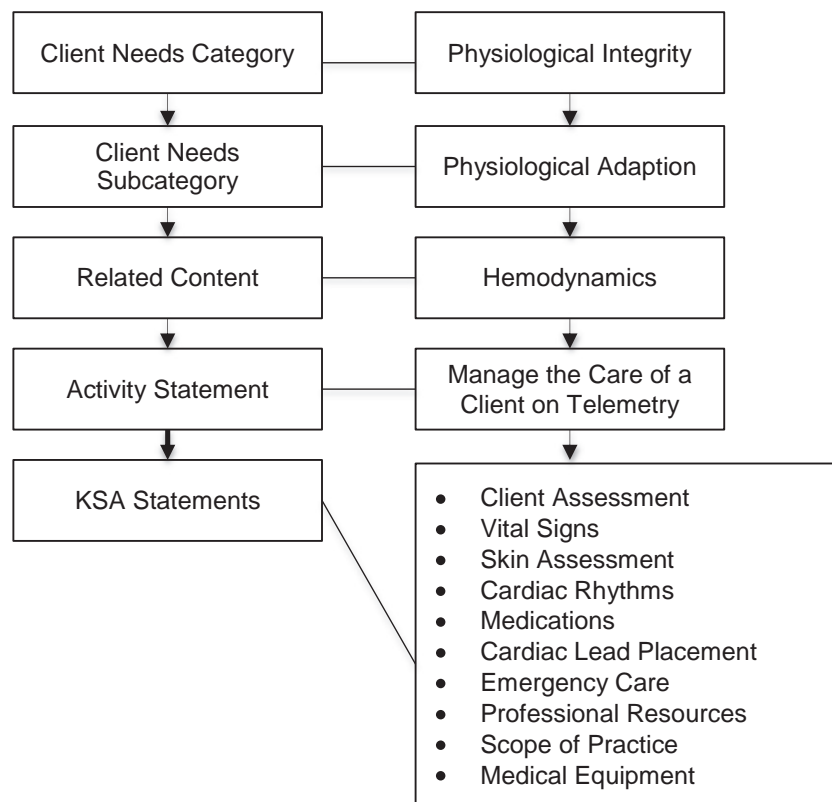 Client Needs Category
Physiological Integrity
Client Needs
Subcategory
Physiological Adaption
Related Content
Hemodynamics
Activity Statement
Manage the Care of a
Client on Telemetry
KSA Statements
• Client Assessment
• Vital Signs
• Skin Assessment
• Cardiac Rhythms
• Medications
• Cardiac Lead Placement
• Emergency Care
• Professional Resources
• Scope of Practice
• Medical Equipment